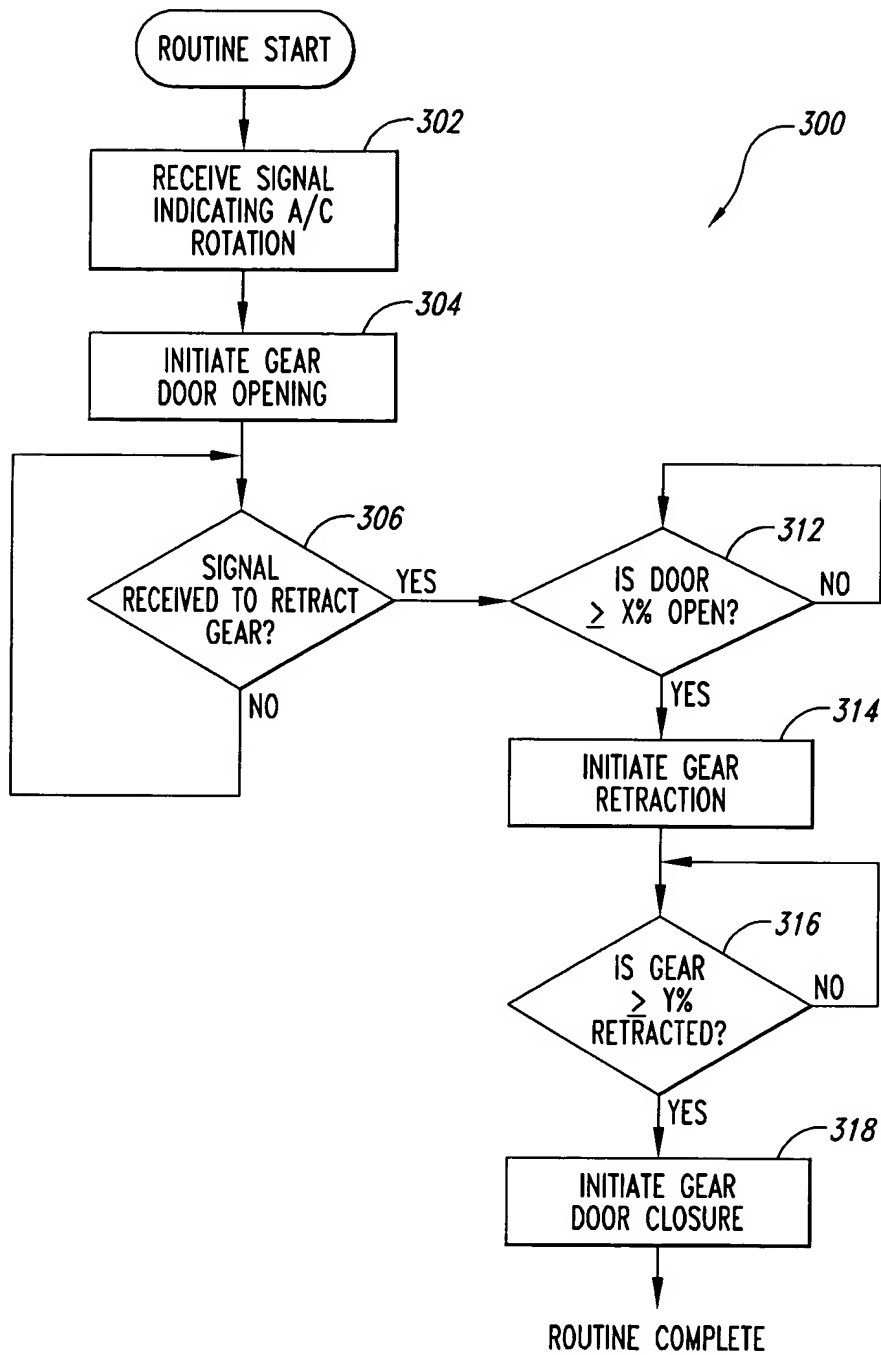 ROUTINE START
300
302
RECEIVE SIGNAL
INDICATING A/C
ROTATION
304
INITIATE GEAR
DOOR OPENING
306
SIGNAL
RECEIVED TO RETRACT
GEAR?
YES
NO
312
IS DOOR
≥ X% OPEN?
NO
YES
314
INITIATE GEAR
RETRACTION
316
IS GEAR
≥ Y%
RETRACTED?
NO
YES
318
INITIATE GEAR
DOOR CLOSURE
ROUTINE COMPLETE